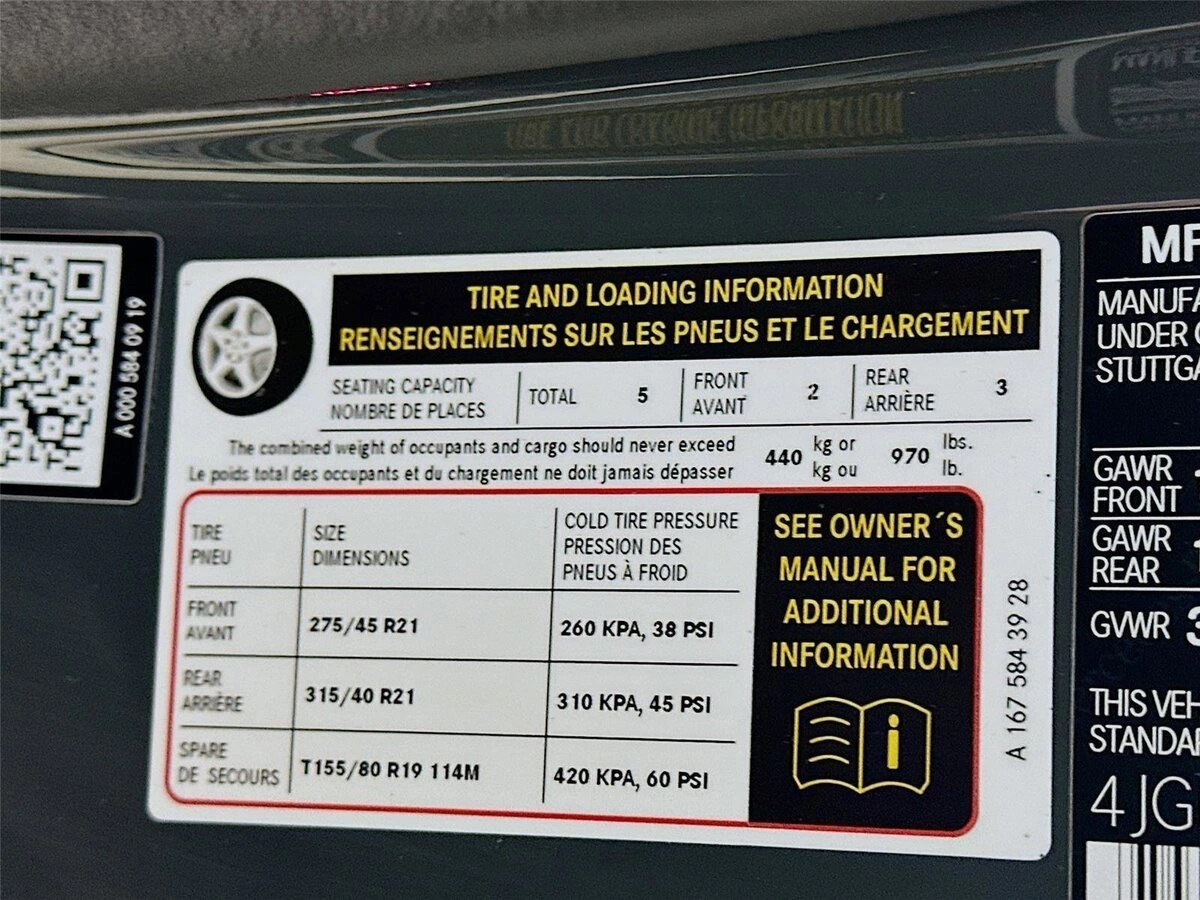 A 000 584 09 19
TIRE AND LOADING INFORMATION
RENSEIGNEMENTS SUR LES PNEUS ET LE CHARGEMENT
SEATING CAPACITY
NOMBRE DE PLACES
TOTAL 5
FRONT
AVANT 2
REAR
ARRIÈRE 3
The combined weight of occupants and cargo should never exceed 440 kg or 970 lbs.
Le poids total des occupants et du chargement ne doit jamais dépasser kg ou lb.
TIRE
PNEU
SIZE
DIMENSIONS
COLD TIRE PRESSURE
PRESSION DES
PNEUS À FROID
FRONT
AVANT
275/45 R21
260 KPA, 38 PSI
REAR
ARRIÈRE
315/40 R21
310 KPA, 45 PSI
SPARE
DE SECOURS
T155/80 R19 114M
420 KPA, 60 PSI
SEE OWNER´S
MANUAL FOR
ADDITIONAL
INFORMATION
A 167 584 39 28
GAWR
FRONT
GAWR
REAR
GVWR
THIS
4JG